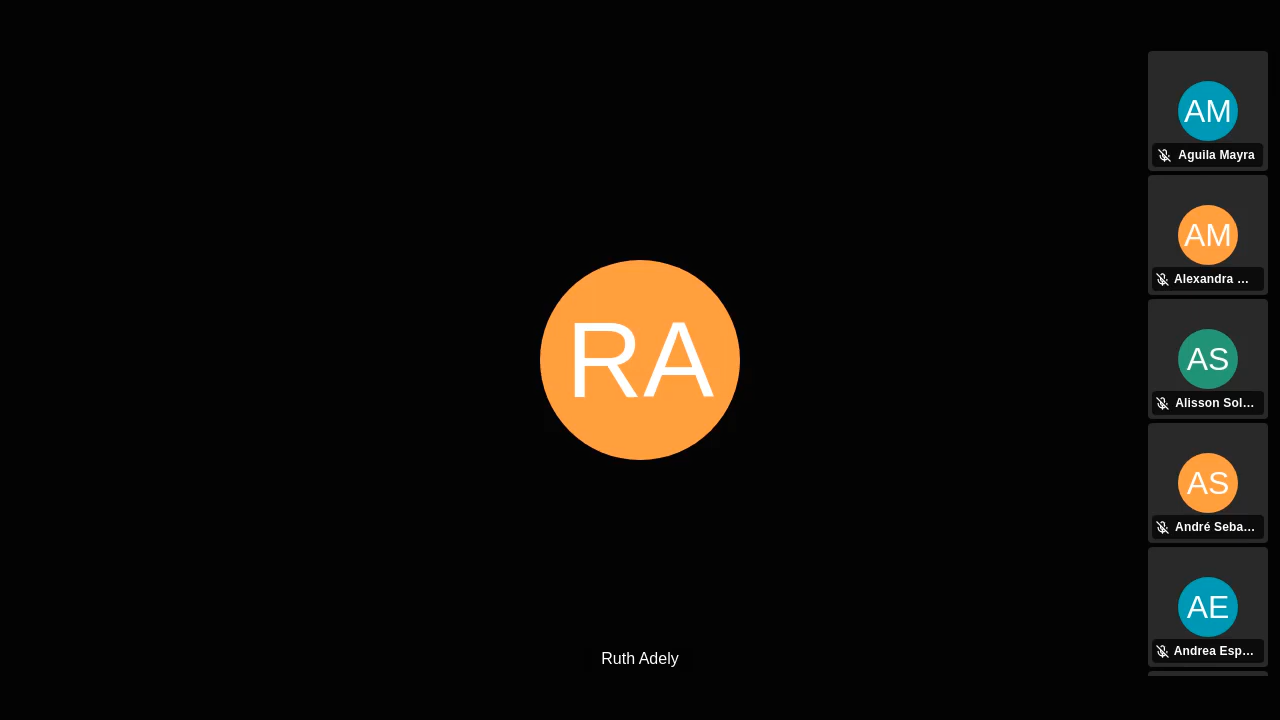 RA
Ruth Adely
AM
Aguila Mayra
AM
Alexandra ...
AS
Alisson Sol...
AS
André Seba...
AE
Andrea Esp...